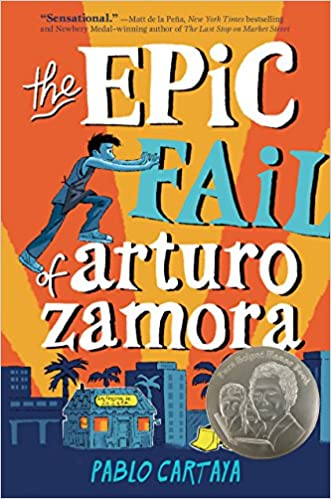 "Sensational." —Matt de la Peña, New York Times bestselling
and Newbery Medal-winning author of The Last Stop on Market Street
the EPiC
FAiL
of arturo
zamora
PABLO CARTAYA